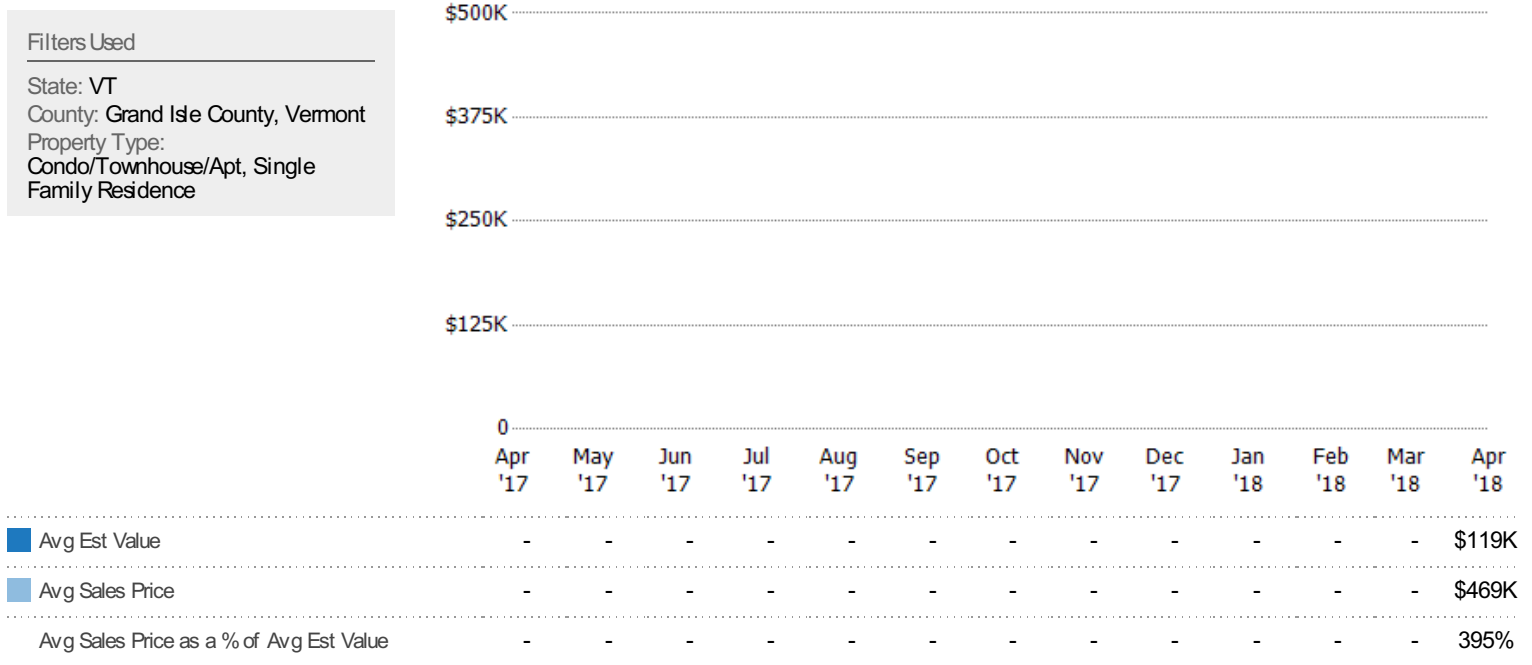 Filters Used
State: VT
County: Grand Isle County, Vermont
Property Type:
Condo/Townhouse/Apt, Single
Family Residence
$500K
$375K
$250K
$125K
0
Apr May Jun Jul Aug Sep Oct Nov Dec Jan Feb Mar Apr
'17 '17 '17 '17 '17 '17 '17 '17 '17 '18 '18 '18 '18
Avg Est Value - - - - - - - - - - - - $119K
Avg Sales Price - - - - - - - - - - - - $469K
Avg Sales Price as a % of Avg Est Value - - - - - - - - - - - - 395%